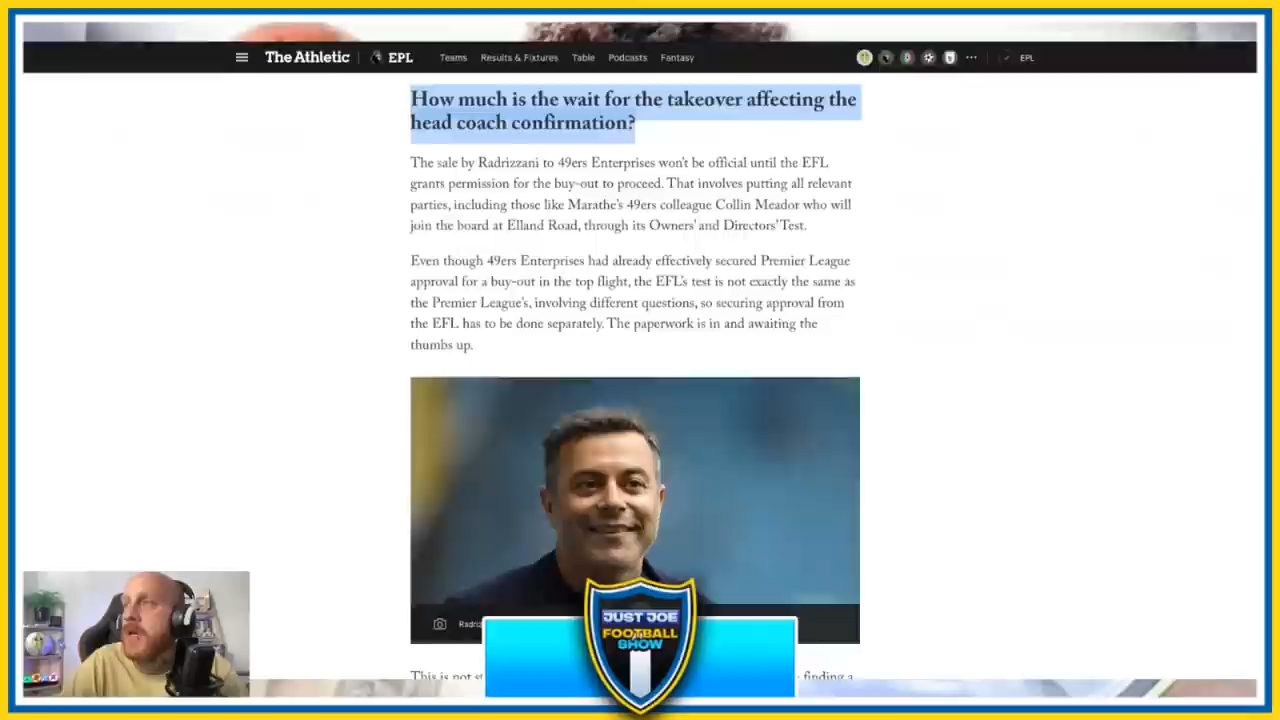 The Athletic EPL Teams Results & Fixtures Table Podcasts Fantasy ··· EPL
How much is the wait for the takeover affecting the
head coach confirmation?
The sale by Radrizzani to 49ers Enterprises won't be official until the EFL
grants permission for the buy-out to proceed. That involves putting all relevant
parties, including those like Marathe's 49ers colleague Collin Meador who will
join the board at Elland Road, through its Owners' and Directors' Test.
Even though 49ers Enterprises had already effectively secured Premier League
approval for a buy-out in the top flight, the EFL's test is not exactly the same as
the Premier League's, involving different questions, so securing approval from
the EFL has to be done separately. The paperwork is in and awaiting the
thumbs up.
JUST JOE
FOOTBALL
SHOW
This is not finding a